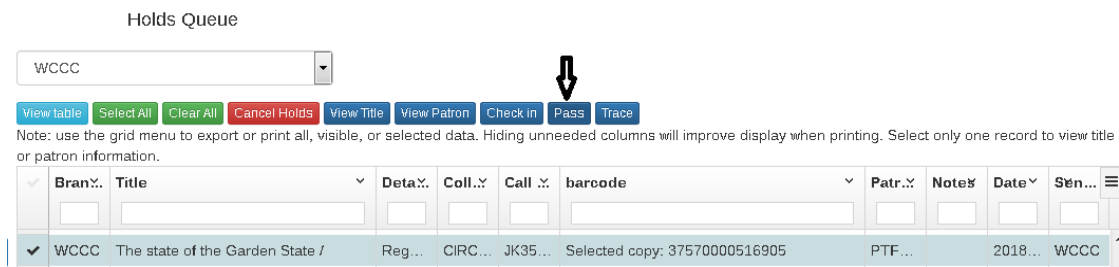 Holds Queue
WCCC
View table Select All Clear All Cancel Holds View Title View Patron Check in Pass Trace
Note: use the grid menu to export or print all, visible, or selected data. Hiding unneeded columns will improve display when printing. Select only one record to view title
or patron information.
Bran... Title Deta... Coll... Call ... barcode Patr... Notes Date Sen...
WCCC The state of the Garden State / Reg... CIRC... JK35... Selected copy: 37570000516905 PTF... 2018... WCCC